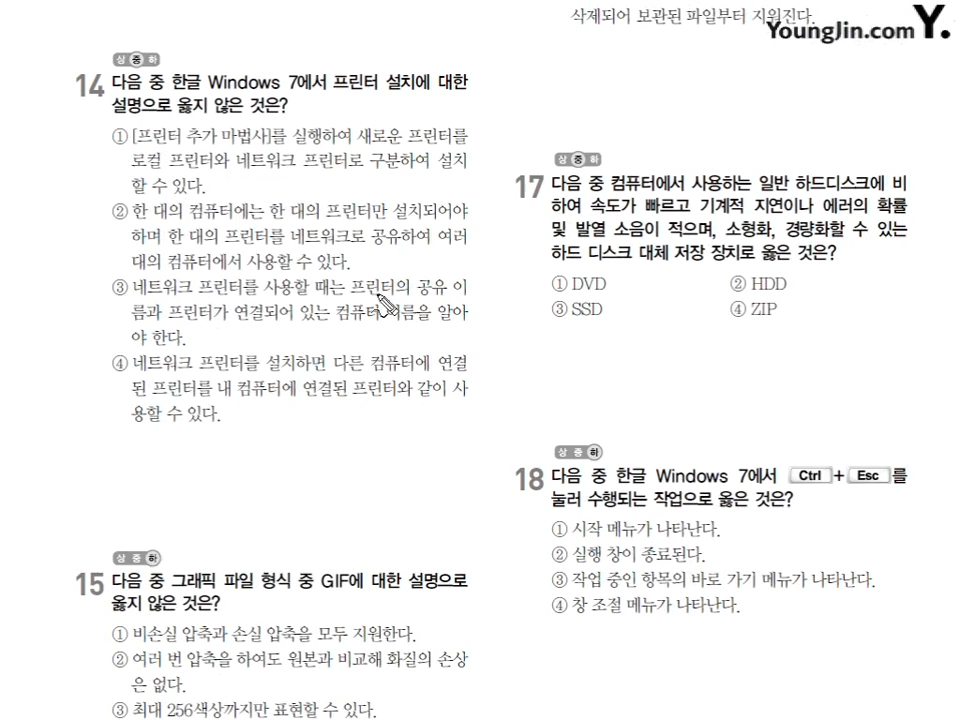 삭제되어 보관된 파일부터 지워진다.
YoungJin.com Y.
상 중 하
14 다음 중 한글 Windows 7에서 프린터 설치에 대한
설명으로 옳지 않은 것은?
① [프린터 추가 마법사]를 실행하여 새로운 프린터를
로컬 프린터와 네트워크 프린터로 구분하여 설치
할 수 있다.
② 한 대의 컴퓨터에는 한 대의 프린터만 설치되어야
하며 한 대의 프린터를 네트워크로 공유하여 여러
대의 컴퓨터에서 사용할 수 있다.
③ 네트워크 프린터를 사용할 때는 프린터의 공유 이
름과 프린터가 연결되어 있는 컴퓨터 이름을 알아
야 한다.
④ 네트워크 프린터를 설치하면 다른 컴퓨터에 연결
된 프린터를 내 컴퓨터에 연결된 프린터와 같이 사
용할 수 있다.
상 중 하
15 다음 중 그래픽 파일 형식 중 GIF에 대한 설명으로
옳지 않은 것은?
① 비손실 압축과 손실 압축을 모두 지원한다.
② 여러 번 압축을 하여도 원본과 비교해 화질의 손상
은 없다.
③ 최대 256색상까지만 표현할 수 있다.
상 중 하
17 다음 중 컴퓨터에서 사용하는 일반 하드디스크에 비
하여 속도가 빠르고 기계적 지연이나 에러의 확률
및 발열 소음이 적으며, 소형화, 경량화할 수 있는
하드 디스크 대체 저장 장치로 옳은 것은?
① DVD ② HDD
③ SSD ④ ZIP
상 중 하
18 다음 중 한글 Windows 7에서 Ctrl + Esc 를
눌러 수행되는 작업으로 옳은 것은?
① 시작 메뉴가 나타난다.
② 실행 창이 종료된다.
③ 작업 중인 항목의 바로 가기 메뉴가 나타난다.
④ 창 조절 메뉴가 나타난다.